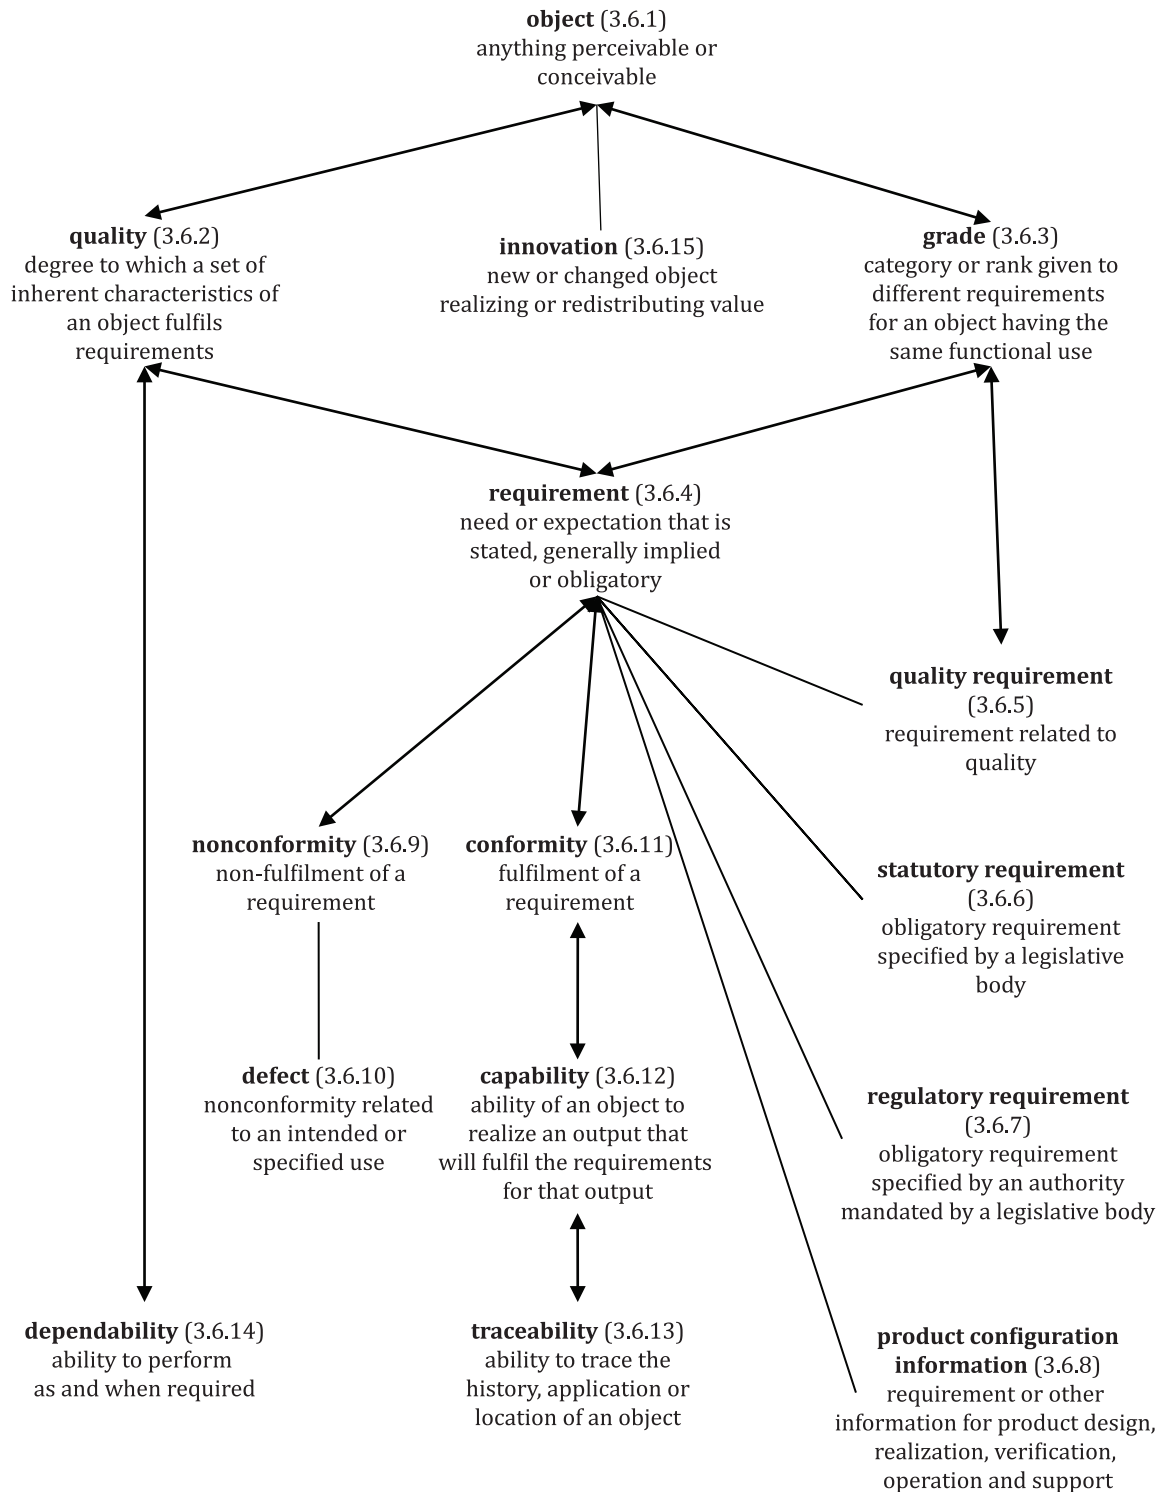 object (3.6.1)
anything perceivable or
conceivable
quality (3.6.2)
degree to which a set of
inherent characteristics of
an object fulfils
requirements
innovation (3.6.15)
new or changed object
realizing or redistributing value
grade (3.6.3)
category or rank given to
different requirements
for an object having the
same functional use
requirement (3.6.4)
need or expectation that is
stated, generally implied
or obligatory
quality requirement
(3.6.5)
requirement related to
quality
nonconformity (3.6.9)
non-fulfilment of a
requirement
conformity (3.6.11)
fulfilment of a
requirement
statutory requirement
(3.6.6)
obligatory requirement
specified by a legislative
body
defect (3.6.10)
nonconformity related
to an intended or
specified use
capability (3.6.12)
ability of an object to
realize an output that
will fulfil the requirements
for that output
regulatory requirement
(3.6.7)
obligatory requirement
specified by an authority
mandated by a legislative body
dependability (3.6.14)
ability to perform
as and when required
traceability (3.6.13)
ability to trace the
history, application or
location of an object
product configuration
information (3.6.8)
requirement or other
information for product design,
realization, verification,
operation and support